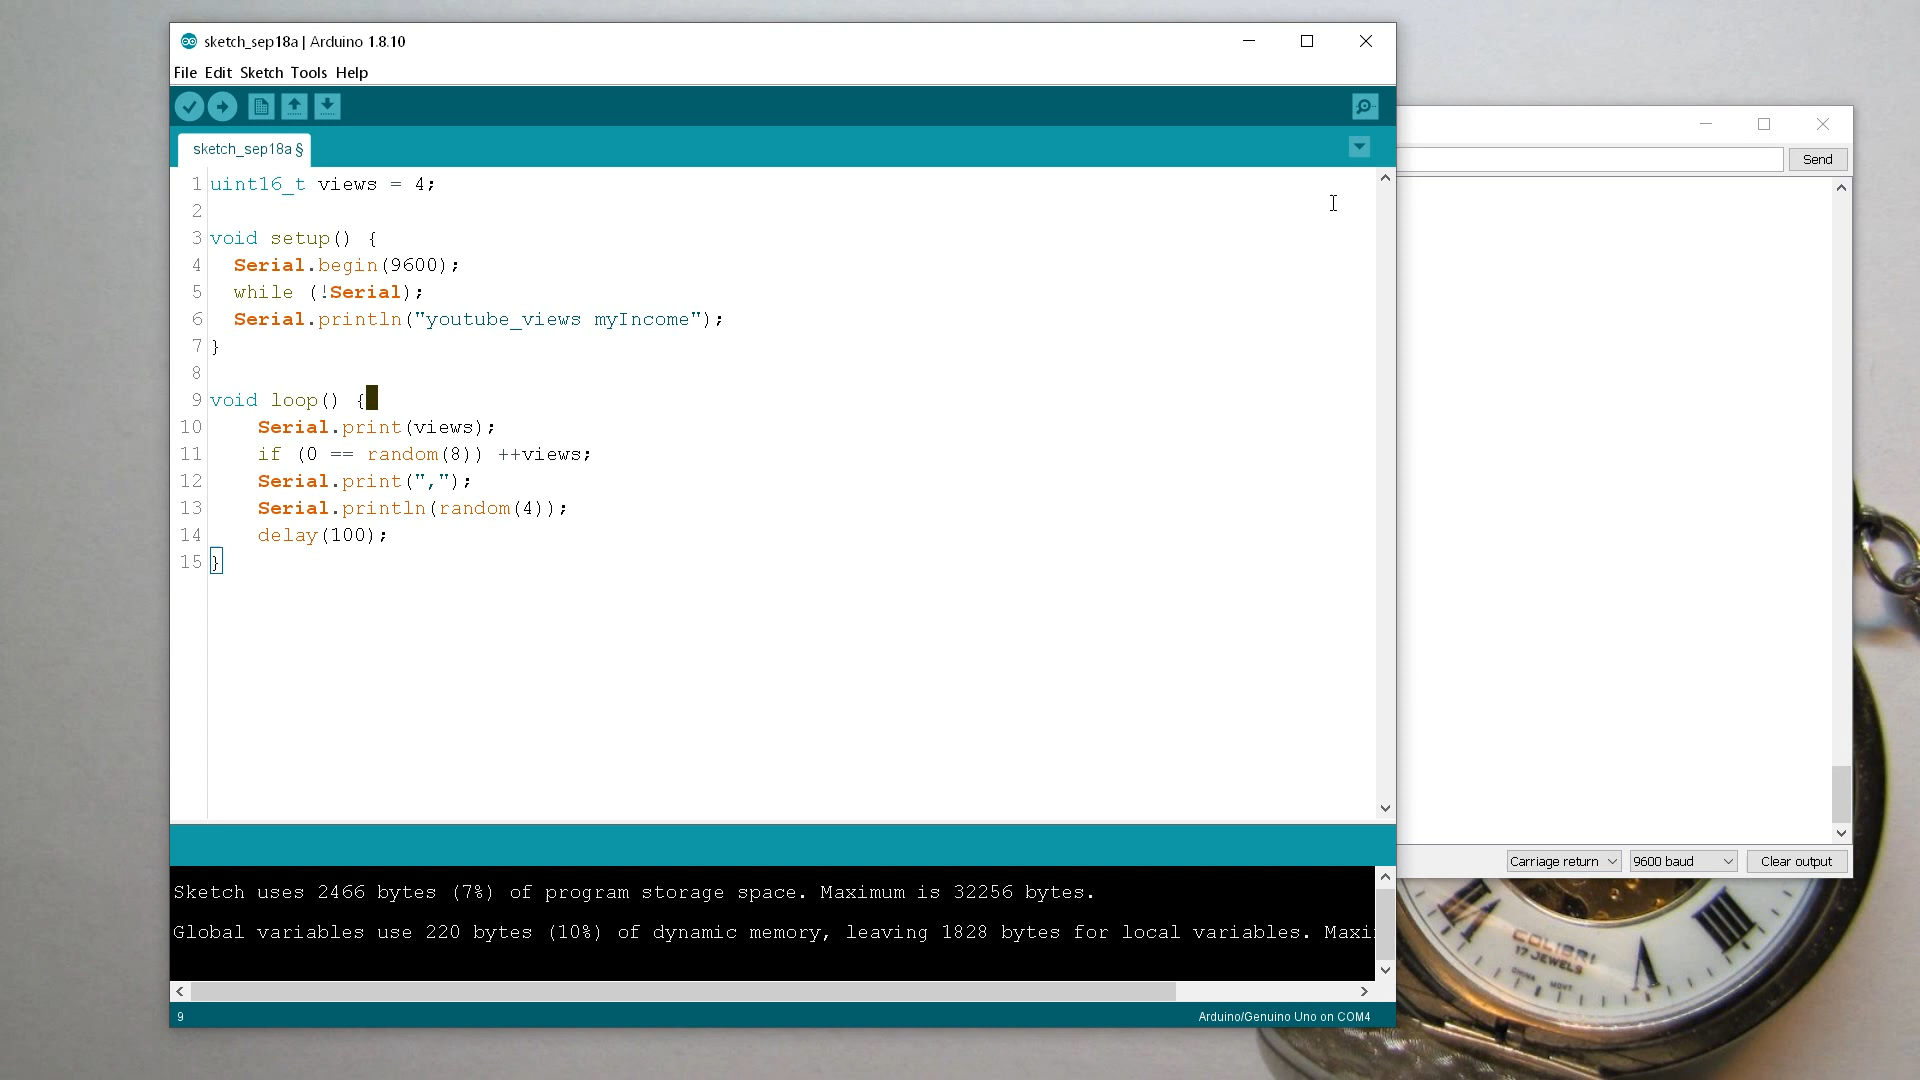 sketch_sep18a | Arduino 1.8.10
File Edit Sketch Tools Help
sketch_sep18a §
Send
1 uint16_t views = 4;
2
3 void setup() {
4 Serial.begin(9600);
5 while (!Serial);
6 Serial.println("youtube_views myIncome");
7 }
8
9 void loop() {
10 Serial.print(views);
11 if (0 == random(8)) ++views;
12 Serial.print(",");
13 Serial.println(random(4));
14 delay(100);
15 }
Carriage return 9600 baud Clear output
Sketch uses 2466 bytes (7%) of program storage space. Maximum is 32256 bytes.
Global variables use 220 bytes (10%) of dynamic memory, leaving 1828 bytes for local variables. Maxi
9 Arduino/Genuino Uno on COM4
COLIBRI
17 JEWELS